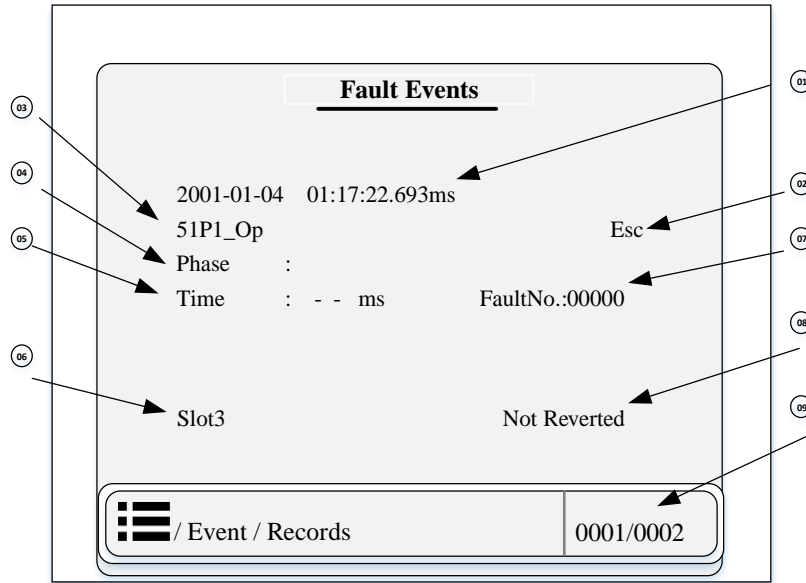 Fault Events
01
03
04
2001-01-04 01:17:22.693ms
02
05
51P1_Op
Esc
07
Phase :
Time : - - ms FaultNo.:00000
08
06
Slot3
Not Reverted
09
/ Event / Records
0001/0002